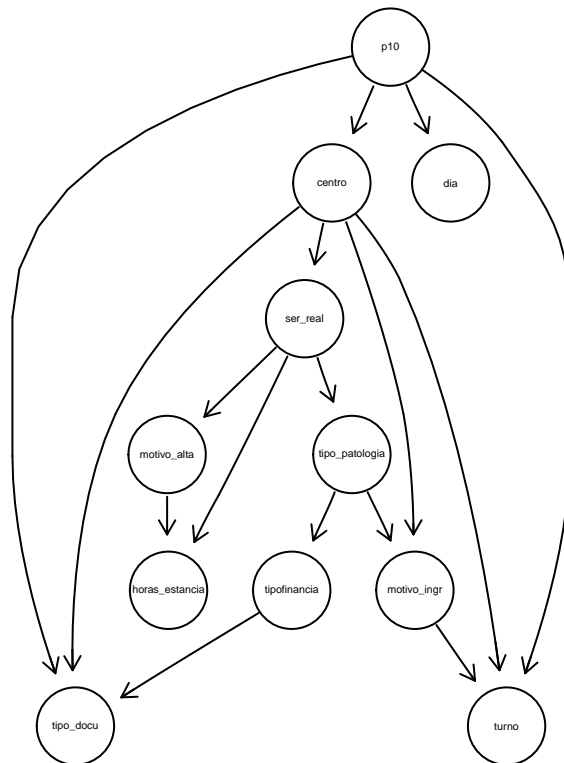 p10
centro
dia
ser_real
motivo_alta
tipo_patologia
horas_estancia
tipofinancia
motivo_ingr
tipo_docu
turno